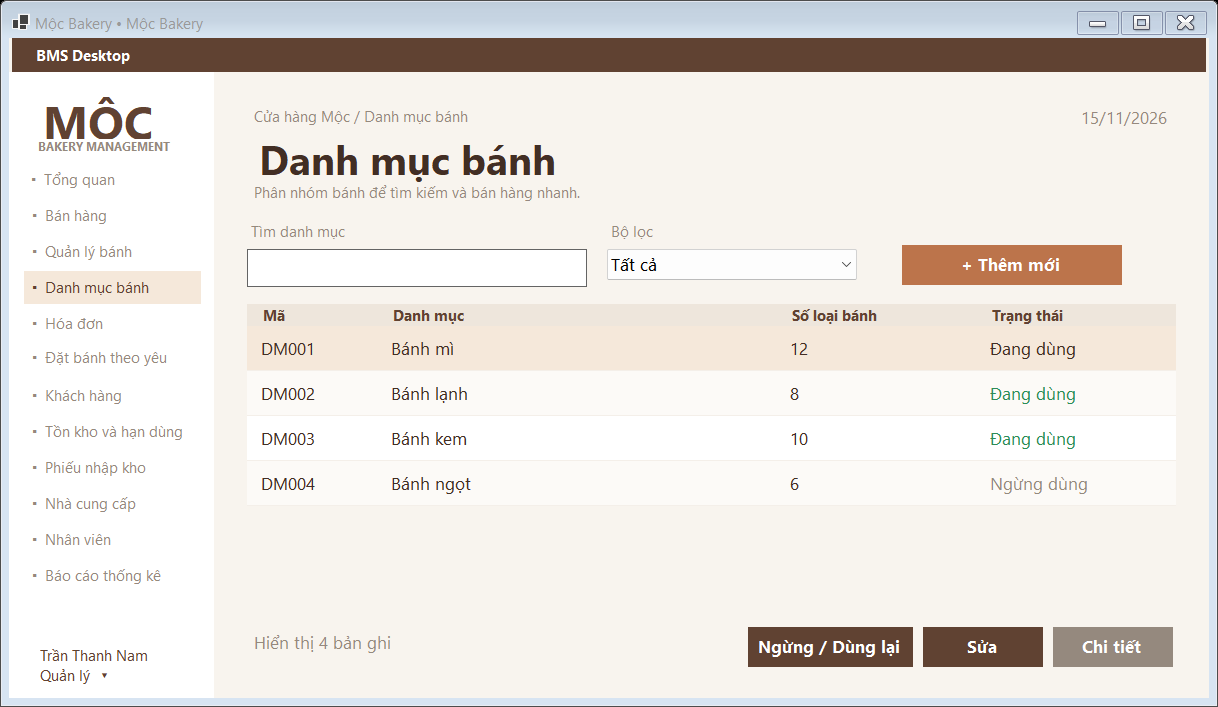 Mộc Bakery • Mộc Bakery
BMS Desktop
MỘC
BAKERY MANAGEMENT
▪ Tổng quan
▪ Bán hàng
▪ Quản lý bánh
▪ Danh mục bánh
▪ Hóa đơn
▪ Đặt bánh theo yêu
▪ Khách hàng
▪ Tồn kho và hạn dùng
▪ Phiếu nhập kho
▪ Nhà cung cấp
▪ Nhân viên
▪ Báo cáo thống kê
Trần Thanh Nam
Quản lý ▾
Cửa hàng Mộc / Danh mục bánh
15/11/2026
Danh mục bánh
Phân nhóm bánh để tìm kiếm và bán hàng nhanh.
Tìm danh mục
Bộ lọc
Tất cả
+ Thêm mới
Mã Danh mục Số loại bánh Trạng thái
DM001 Bánh mì 12 Đang dùng
DM002 Bánh lạnh 8 Đang dùng
DM003 Bánh kem 10 Đang dùng
DM004 Bánh ngọt 6 Ngừng dùng
Hiển thị 4 bản ghi
Ngừng / Dùng lại
Sửa
Chi tiết